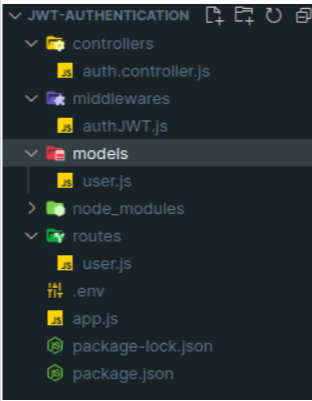 JWT-AUTHENTICATION
controllers
JS auth.controller.js
middlewares
JS authJWT.js
models
JS user.js
node_modules
routes
JS user.js
.env
JS app.js
package-lock.json
package.json